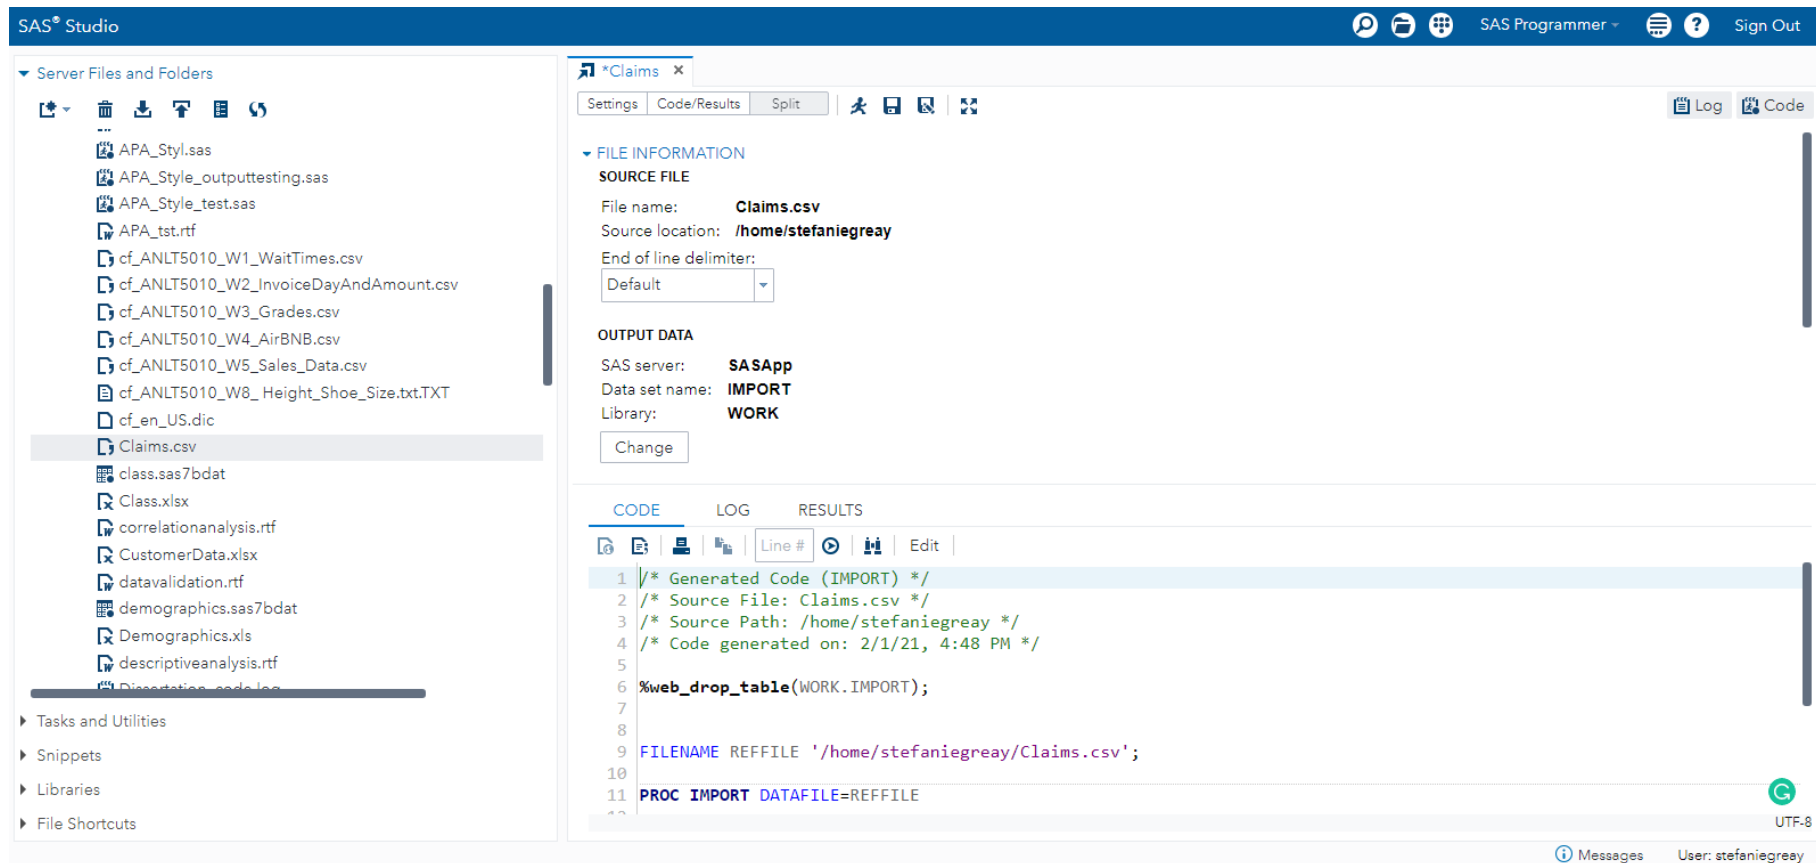 SAS® Studio
SAS Programmer
Sign Out
Server Files and Folders
APA_Styl.sas
APA_Style_outputtesting.sas
APA_Style_test.sas
APA_tst.rtf
cf_ANLT5010_W1_WaitTimes.csv
cf_ANLT5010_W2_InvoiceDayAndAmount.csv
cf_ANLT5010_W3_Grades.csv
cf_ANLT5010_W4_AirBNB.csv
cf_ANLT5010_W5_Sales_Data.csv
cf_ANLT5010_W8_ Height_Shoe_Size.txt.TXT
cf_en_US.dic
Claims.csv
class.sas7bdat
Class.xlsx
correlationanalysis.rtf
CustomerData.xlsx
datavalidation.rtf
demographics.sas7bdat
Demographics.xls
descriptiveanalysis.rtf
Dissertation_code.log
Tasks and Utilities
Snippets
Libraries
File Shortcuts
*Claims
Settings Code/Results Split
Log Code
FILE INFORMATION
SOURCE FILE
File name: Claims.csv
Source location: /home/stefaniegreay
End of line delimiter:
Default
OUTPUT DATA
SAS server: SASApp
Data set name: IMPORT
Library: WORK
Change
CODE LOG RESULTS
Line # Edit
1 /* Generated Code (IMPORT) */
2 /* Source File: Claims.csv */
3 /* Source Path: /home/stefaniegreay */
4 /* Code generated on: 2/1/21, 4:48 PM */
5
6 %web_drop_table(WORK.IMPORT);
7
8
9 FILENAME REFFILE '/home/stefaniegreay/Claims.csv';
10
11 PROC IMPORT DATAFILE=REFFILE
UTF-8
Messages User: stefaniegreay